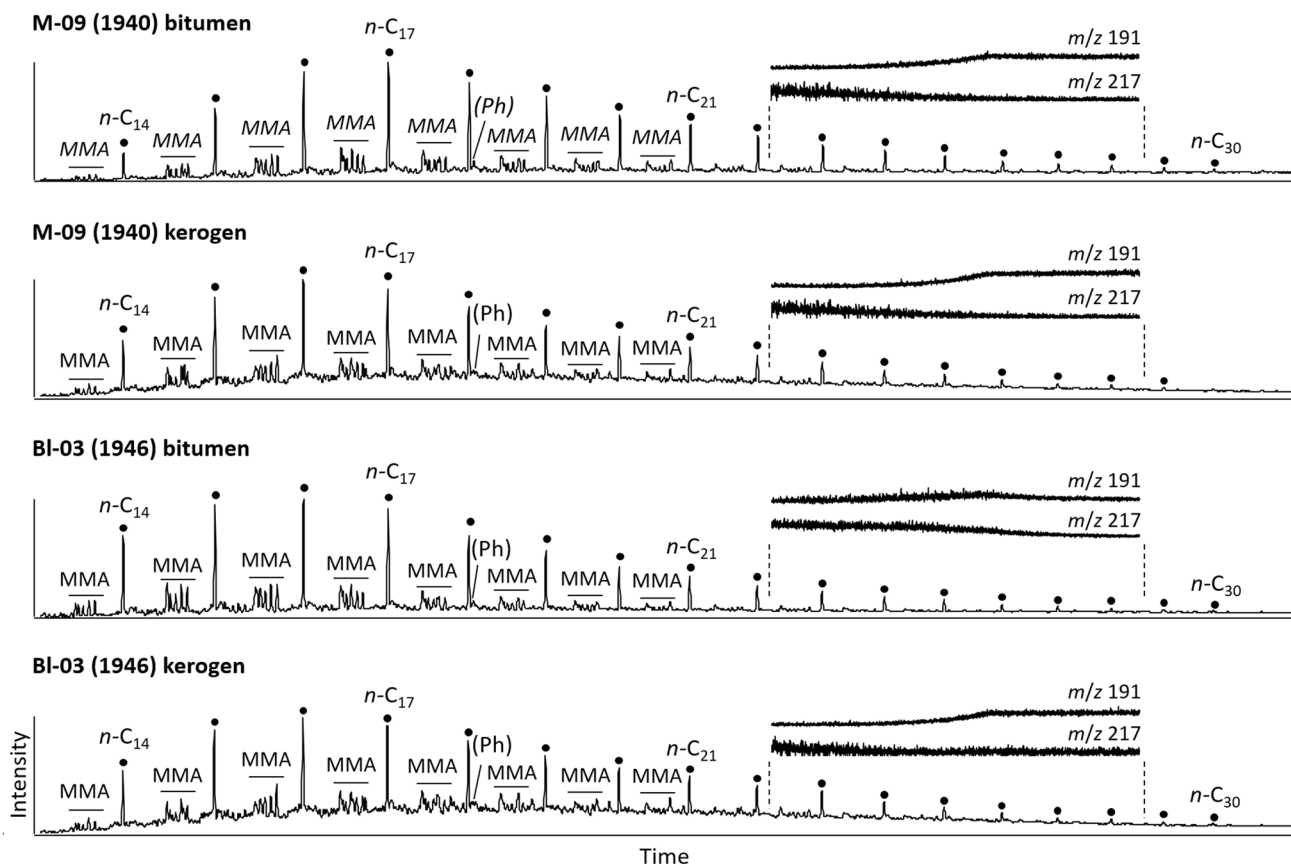 M-09 (1940) bitumen
n-C17
m/z 191
m/z 217
n-C14
MMA
MMA
MMA
MMA
MMA
(Ph)
MMA
MMA
MMA
n-C21
n-C30
M-09 (1940) kerogen
n-C17
m/z 191
m/z 217
n-C14
MMA
MMA
MMA
MMA
MMA
(Ph)
MMA
MMA
MMA
n-C21
Bl-03 (1946) bitumen
n-C17
m/z 191
m/z 217
n-C14
MMA
MMA
MMA
MMA
MMA
(Ph)
MMA
MMA
MMA
n-C21
n-C30
Bl-03 (1946) kerogen
n-C17
m/z 191
m/z 217
n-C14
MMA
MMA
MMA
MMA
MMA
(Ph)
MMA
MMA
MMA
n-C21
n-C30
Intensity
Time